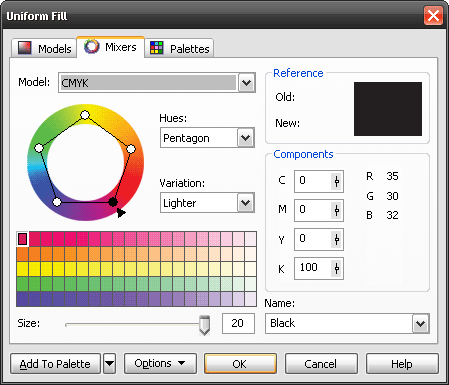 Uniform Fill
Models Mixers Palettes
Model: CMYK
Hues:
Pentagon
Variation:
Lighter
Size: 20
Reference
Old:
New:
Components
C 0 R 35
M 0 G 30
Y 0 B 32
K 100
Name:
Black
Add To Palette Options OK Cancel Help